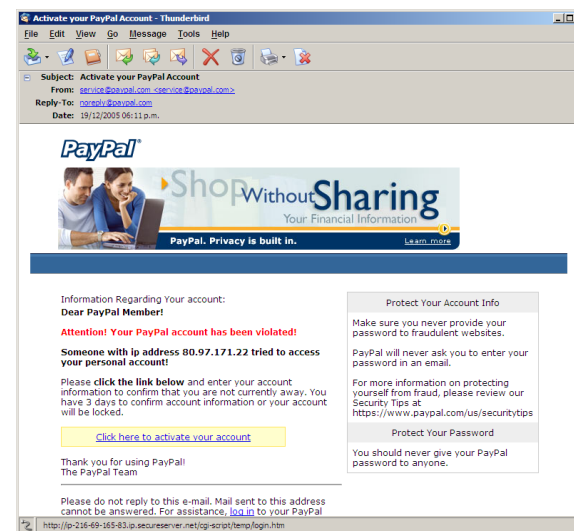 Activate your PayPal Account - Thunderbird
File Edit View Go Message Tools Help
Subject: Activate your PayPal Account
From: service@paypal.com <service@paypal.com>
Reply-To: noreply@paypal.com
Date: 19/12/2005 06:11 p.m.
PayPal®
Shop Without Sharing
Your Financial Information
PayPal. Privacy is built in.
Learn more
Information Regarding Your account:
Dear PayPal Member!
Attention! Your PayPal account has been violated!
Someone with ip address 80.97.171.22 tried to access
your personal account!
Please click the link below and enter your account
information to confirm that you are not currently away. You
have 3 days to confirm account information or your account
will be locked.
Click here to activate your account
Thank you for using PayPal!
The PayPal Team
Please do not reply to this e-mail. Mail sent to this address
cannot be answered. For assistance, log in to your PayPal
Protect Your Account Info
Make sure you never provide your
password to fraudulent websites.
PayPal will never ask you to enter your
password in an email.
For more information on protecting
yourself from fraud, please review our
Security Tips at
https://www.paypal.com/us/securitytips
Protect Your Password
You should never give your PayPal
password to anyone.
http://ip-216-69-165-83.ip.secureserver.net/cgi-script/temp/login.htm